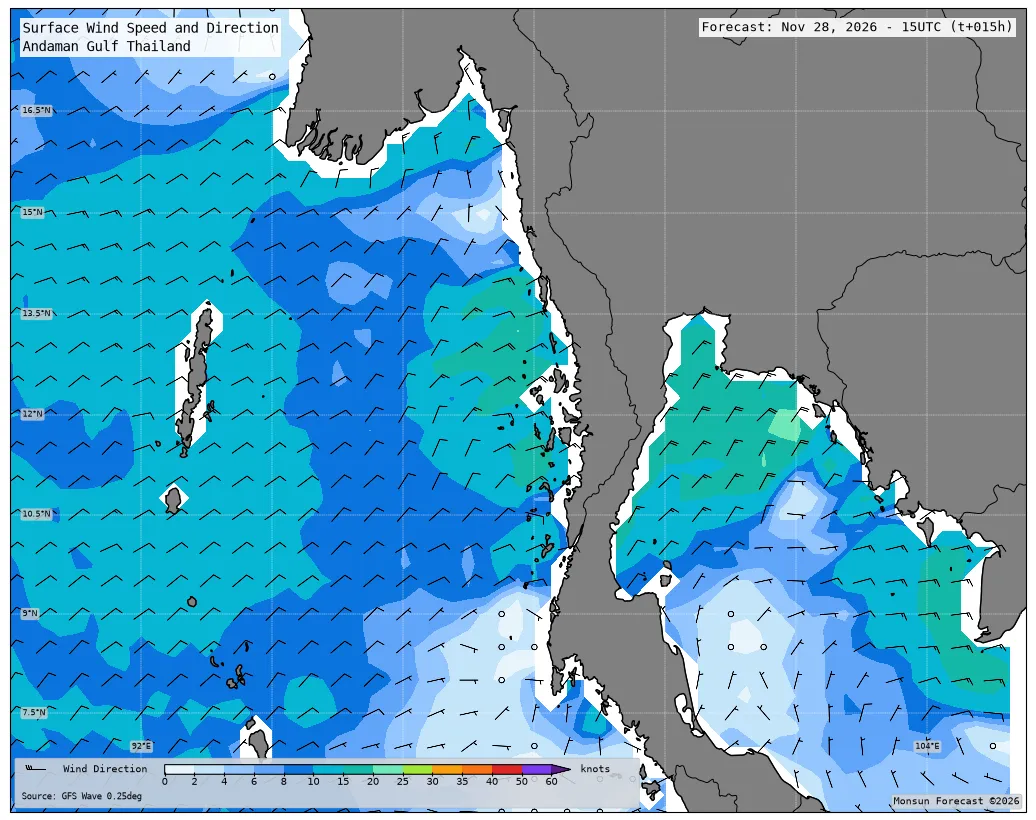 Surface Wind Speed and Direction
Andaman Gulf Thailand
Forecast: Nov 28, 2026 - 15UTC (t+015h)
16.5°N
15°N
13.5°N
12°N
10.5°N
9°N
7.5°N
92°E
104°E
Wind Direction
0 2 4 6 8 10 15 20 25 30 35 40 50 60
knots
Source: GFS Wave 0.25deg
Monsun Forecast ©2026